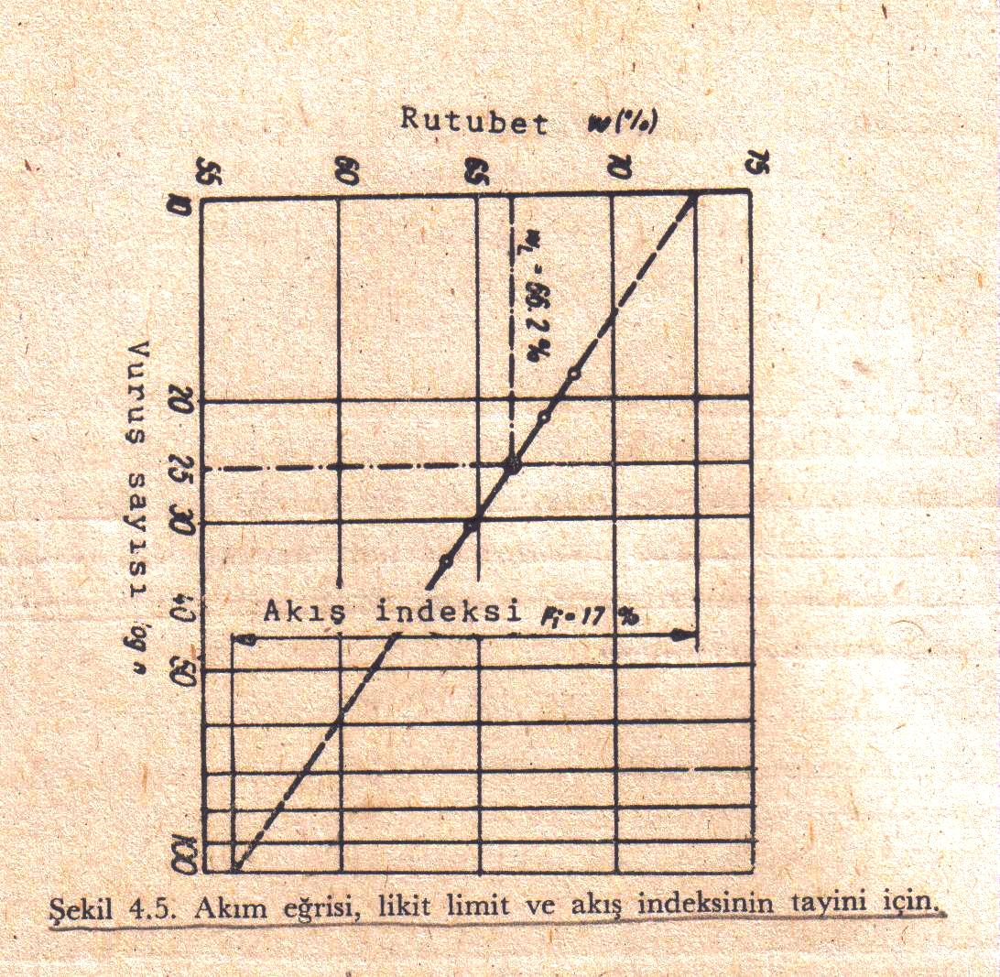 Rutubet w(%)
55 60 65 70 75
10
20
25
30
40
50
100
Vuruş sayısı log n
wL = 66.2 %
Akış indeksi Fi = 17 %
Şekil 4.5. Akım eğrisi, likit limit ve akış indeksinin tayini için.